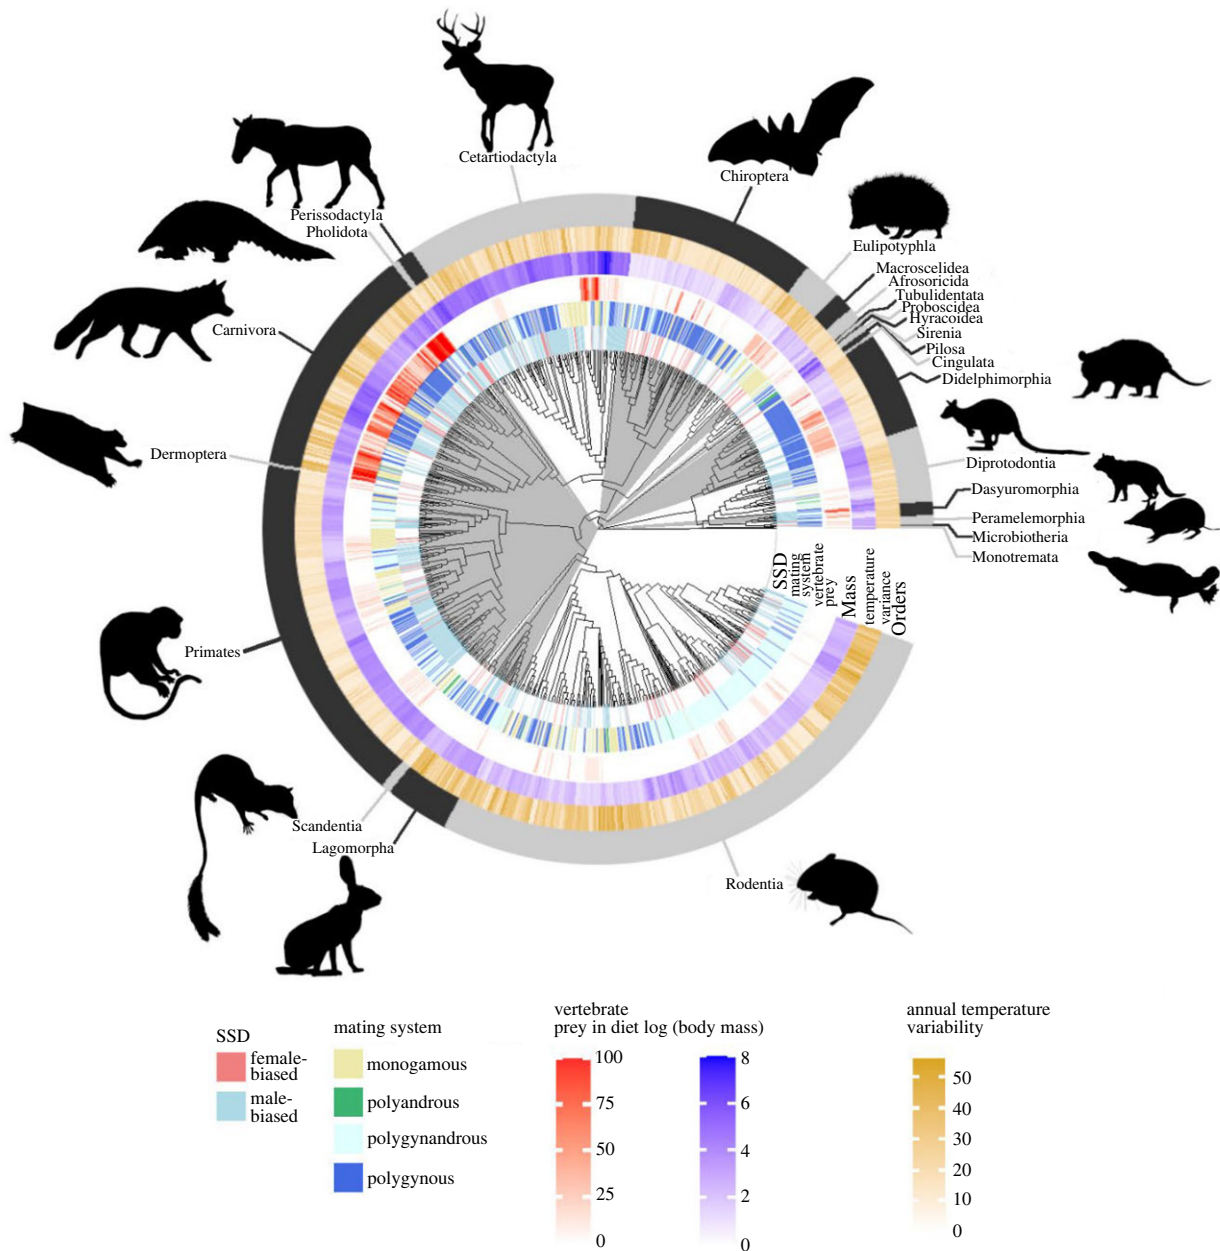 Cetartiodactyla
Chiroptera
Perissodactyla
Pholidota
Eulipotyphla
Macroscelidea
Afrosoricida
Tubulidentata
Proboscidea
Hyracoidea
Sirenia
Pilosa
Cingulata
Didelphimorphia
Carnivora
Dermoptera
Diprotodontia
Dasyuromorphia
Peramelemorphia
Microbiotheria
Monotremata
SSD
mating
system
vertebrate
prey
Mass
temperature
variance
Orders
Primates
Scandentia
Lagomorpha
Rodentia
SSD
female-
biased
male-
biased
mating system
monogamous
polyandrous
polygynandrous
polygynous
vertebrate
prey in diet log (body mass)
100
75
50
25
0
8
6
4
2
0
annual temperature
variability
50
40
30
20
10
0